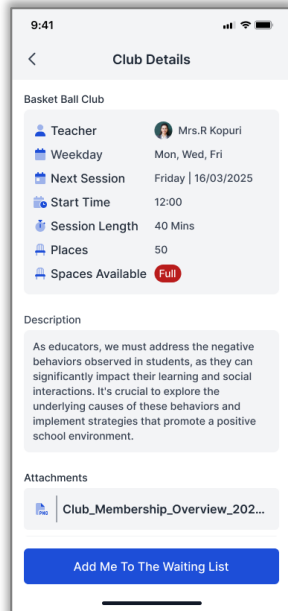 9:41
Club Details
Basket Ball Club
Teacher Mrs.R Kopuri
Weekday Mon, Wed, Fri
Next Session Friday | 16/03/2025
Start Time 12:00
Session Length 40 Mins
Places 50
Spaces Available Full
Description
As educators, we must address the negative
behaviors observed in students, as they can
significantly impact their learning and social
interactions. It's crucial to explore the
underlying causes of these behaviors and
implement strategies that promote a positive
school environment.
Attachments
PNG Club_Membership_Overview_202...
Add Me To The Waiting List